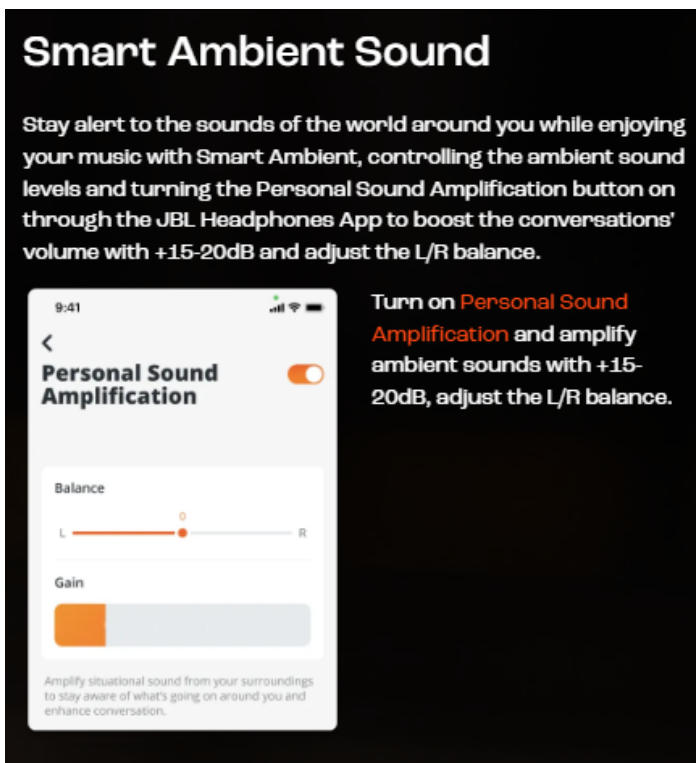 Smart Ambient Sound
Stay alert to the sounds of the world around you while enjoying
your music with Smart Ambient, controlling the ambient sound
levels and turning the Personal Sound Amplification button on
through the JBL Headphones App to boost the conversations'
volume with +15-20dB and adjust the L/R balance.
9:41
Personal Sound
Amplification
Balance
0
L
R
Gain
Amplify situational sound from your surroundings
to stay aware of what's going on around you and
enhance conversation.
Turn on Personal Sound
Amplification and amplify
ambient sounds with +15-
20dB, adjust the L/R balance.